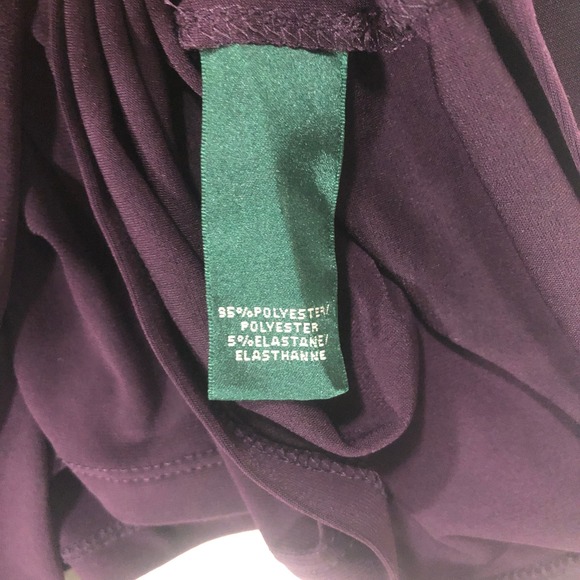 95%POLYESTER/
POLYESTER
5%ELASTANE/
ELASTHANNE